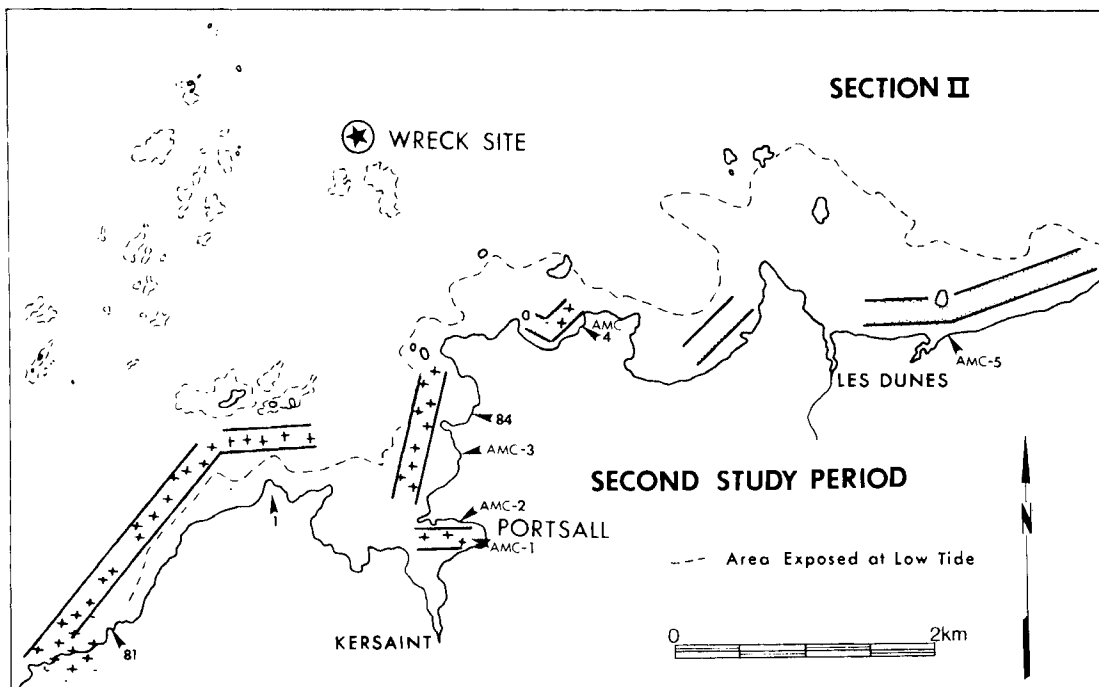 SECTION II
WRECK SITE
AMC
4
LES DUNES
AMC-5
84
AMC-3
SECOND STUDY PERIOD
1
AMC-2
PORTSALL
AMC-1
N
Area Exposed at Low Tide
KERSAINT
81
0
2km